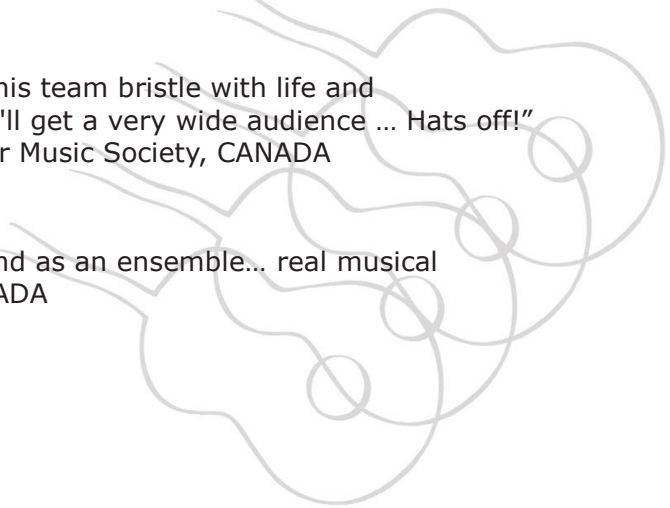 his team bristle with life and
'll get a very wide audience … Hats off!”
r Music Society, CANADA
nd as an ensemble… real musical
ADA